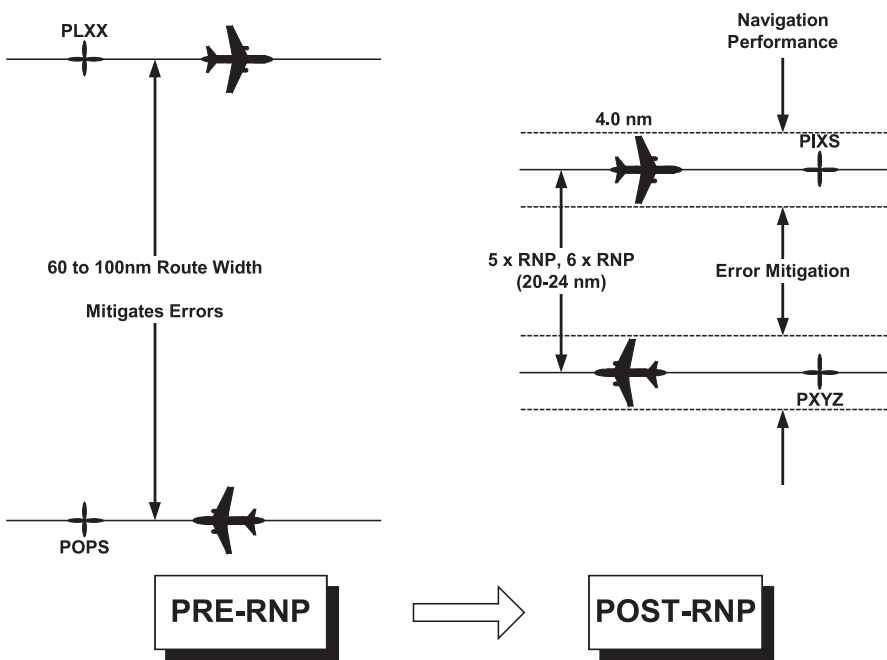 PLXX
60 to 100nm Route Width
Mitigates Errors
POPS
PRE-RNP
Navigation
Performance
4.0 nm
PIXS
5 x RNP, 6 x RNP
(20-24 nm)
Error Mitigation
PXYZ
POST-RNP